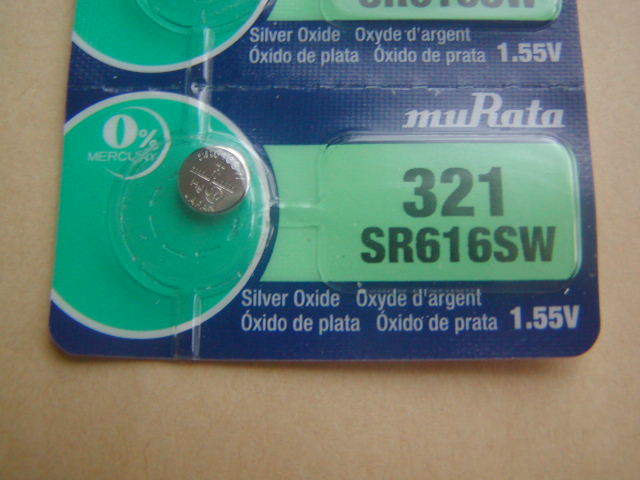 SR616SW
Silver Oxide Oxyde d'argent
Óxido de plata Óxido de prata 1.55V
muRata
0%
MERCURY
321
SR616SW
Silver Oxide Oxyde d'argent
Óxido de plata Óxido de prata 1.55V